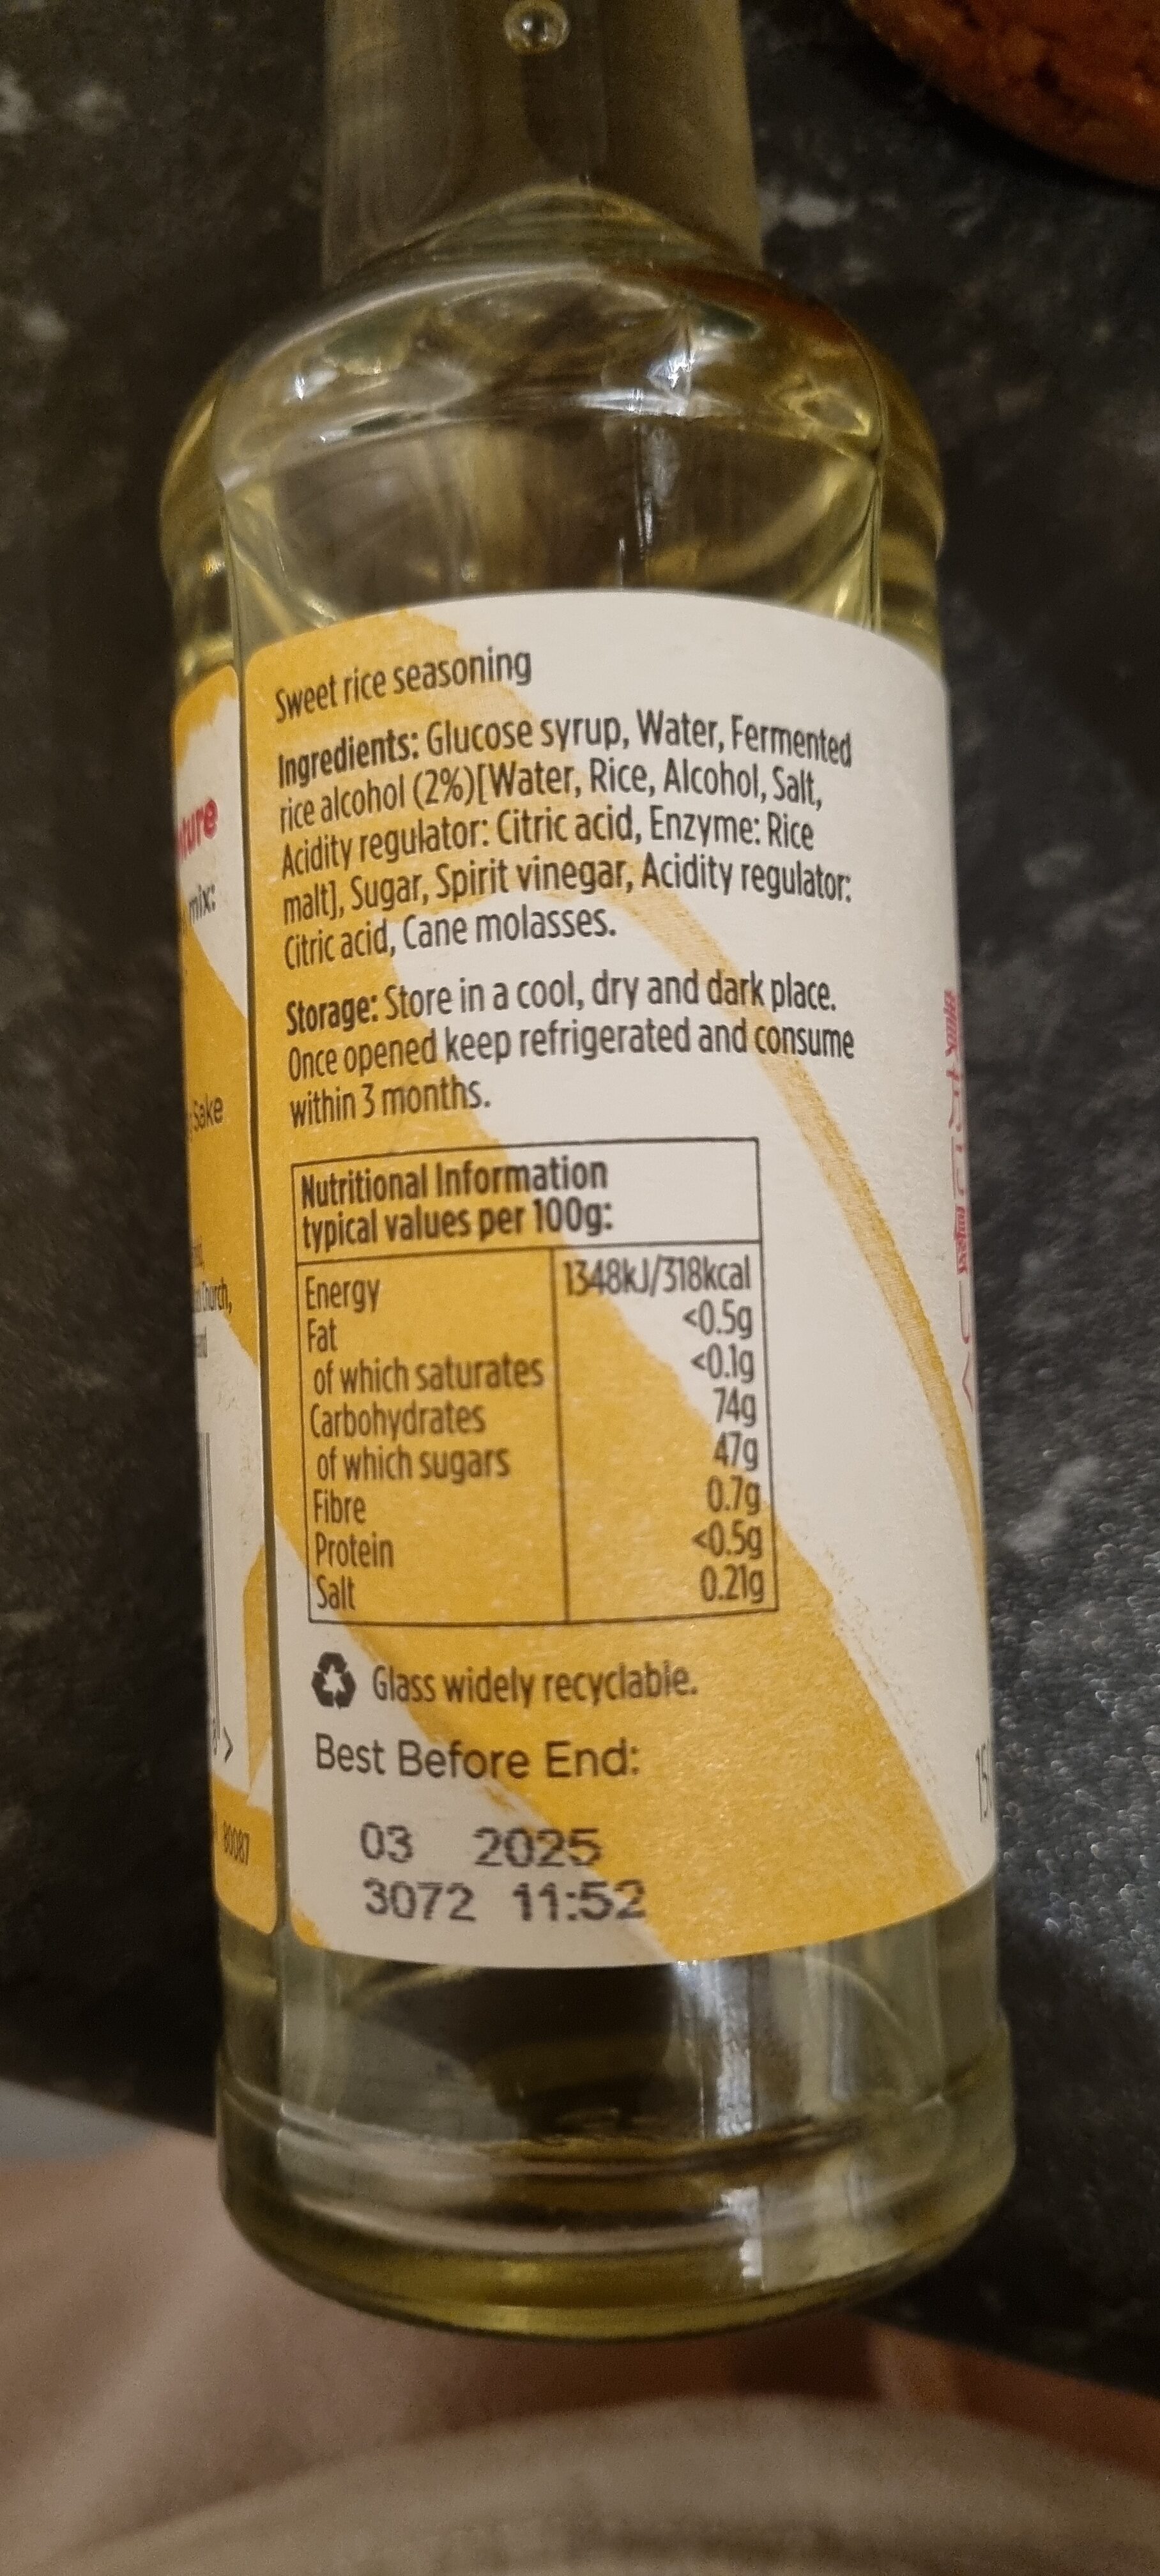 Sweet rice seasoning
Ingredients: Glucose syrup, Water, Fermented
rice alcohol (2%)[Water, Rice, Alcohol, Salt,
Acidity regulator: Citric acid, Enzyme: Rice
malt], Sugar, Spirit vinegar, Acidity regulator:
Citric acid, Cane molasses.
Storage: Store in a cool, dry and dark place.
Once opened keep refrigerated and consume
within 3 months.
Nutritional Information
typical values per 100g:
Energy 1348kJ/318kcal
Fat <0.5g
of which saturates <0.1g
Carbohydrates 74g
of which sugars 47g
Fibre 0.7g
Protein <0.5g
Salt 0.21g
Glass widely recyclable.
Best Before End:
03 2025
3072 11:52
mix:
Sake
Church,
80087